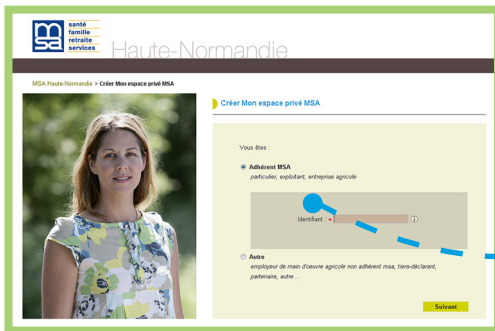 msa
santé
famille
retraite
services
Haute-Normandie
MSA Haute-Normandie > Créer Mon espace privé MSA
Créer Mon espace privé MSA
Vous êtes :
Adhérent MSA
particulier, exploitant, entreprise agricole
Identifiant : *
Autre
employeur de main d'oeuvre agricole non adhérent msa, tiers-déclarant,
partenaire, autre ...
Suivant